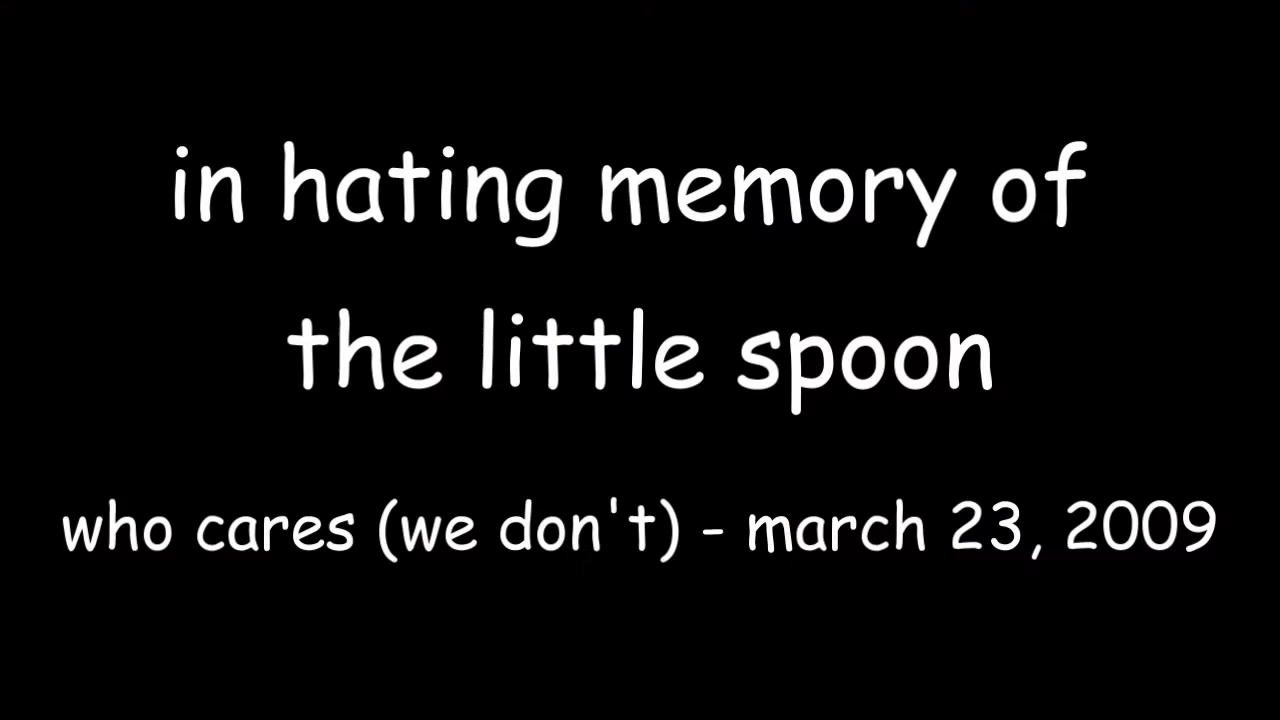 in hating memory of
the little spoon
who cares (we don't) - march 23, 2009